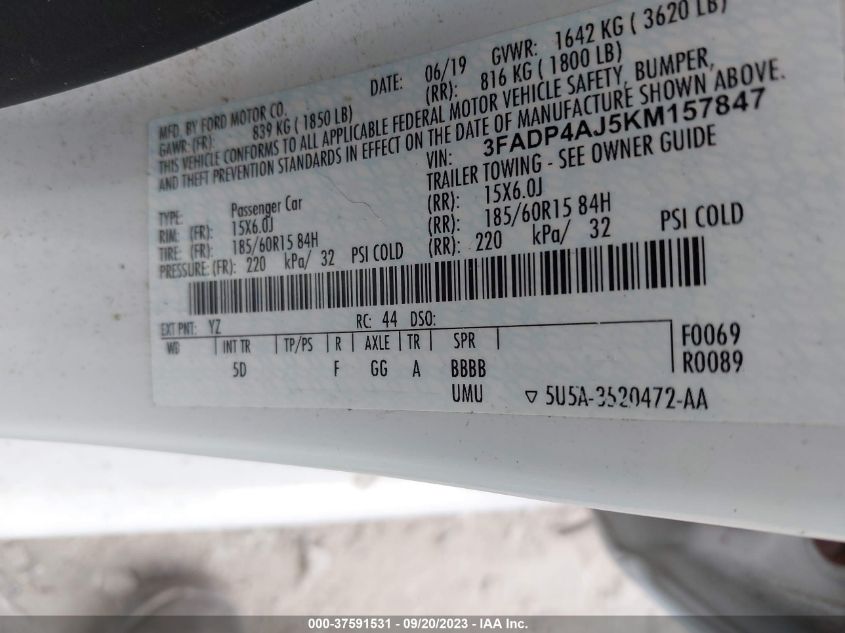 MFD. BY FORD MOTOR CO.
DATE: 06/19 GVWR: 1642 KG ( 3620 LB)
GAWR: (FR): 839 KG ( 1850 LB) (RR): 816 KG ( 1800 LB)
THIS VEHICLE CONFORMS TO ALL APPLICABLE FEDERAL MOTOR VEHICLE SAFETY, BUMPER,
AND THEFT PREVENTION STANDARDS IN EFFECT ON THE DATE OF MANUFACTURE SHOWN ABOVE.
VIN: 3FADP4AJ5KM157847
TYPE: Passenger Car TRAILER TOWING - SEE OWNER GUIDE
RIM: (FR): 15X6.0J (RR): 15X6.0J
TIRE: (FR): 185/60R15 84H (RR): 185/60R15 84H
PRESSURE: (FR): 220 kPa/ 32 PSI COLD (RR): 220 kPa/ 32 PSI COLD
EXT PNT: YZ RC: 44 DSO:
WB INT TR TP/PS R AXLE TR SPR F0069
5D F GG A BBBB R0089
UMU ▽ 5U5A-3520472-AA
000-37591531 - 09/20/2023 - IAA Inc.